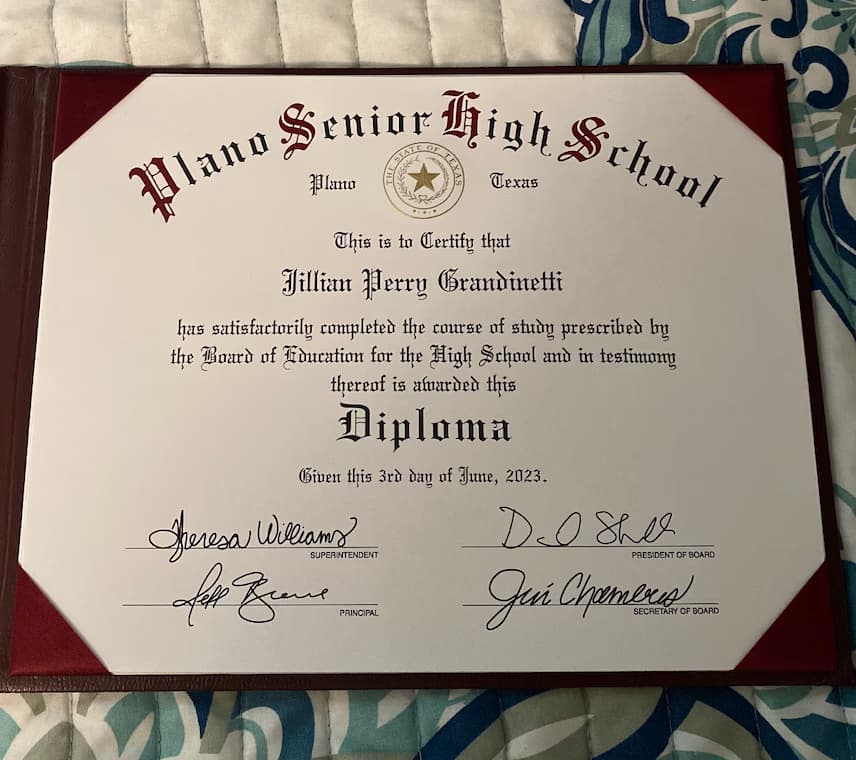 Plano Senior High School
THE STATE OF TEXAS
Plano Texas
This is to Certify that
Jillian Perry Grandinetti
has satisfactorily completed the course of study prescribed by
the Board of Education for the High School and in testimony
thereof is awarded this
Diploma
Given this 3rd day of June, 2023.
Theresa Williams
SUPERINTENDENT
PRESIDENT OF BOARD
Jeff
PRINCIPAL
Chambers
SECRETARY OF BOARD